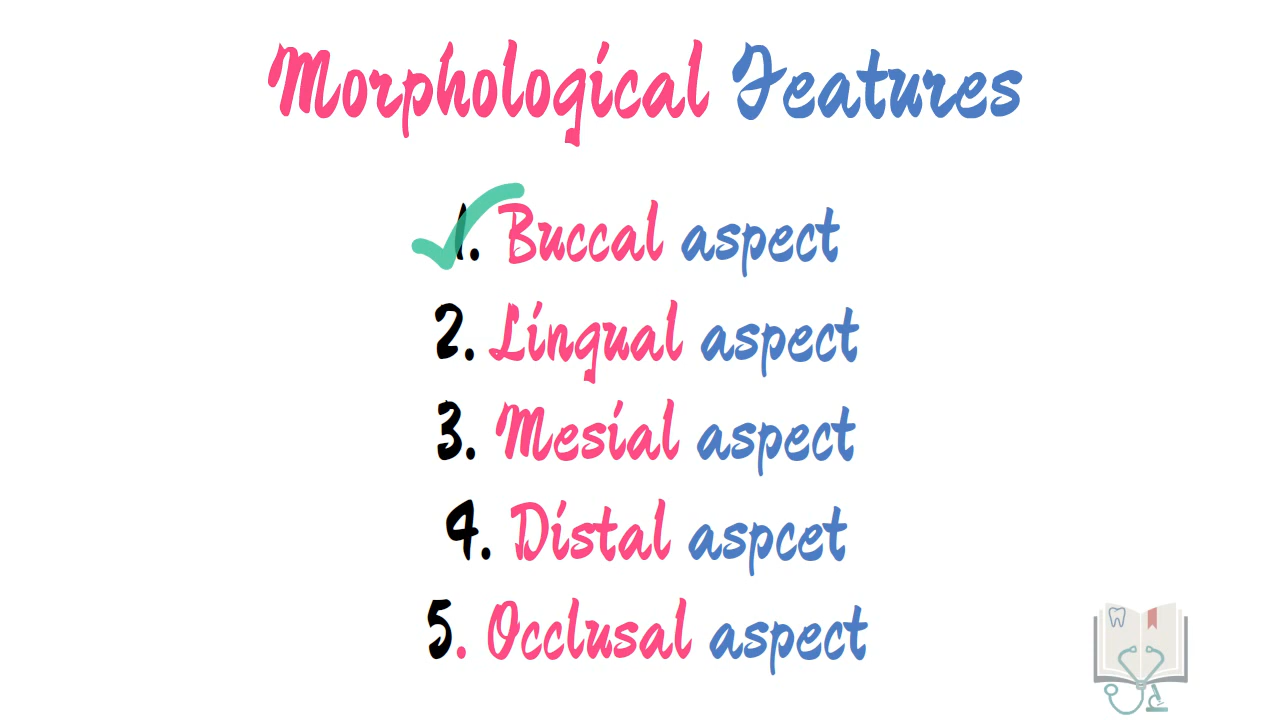 Morphological Features
1. Buccal aspect
2. Lingual aspect
3. Mesial aspect
4. Distal aspcet
5. Occlusal aspect